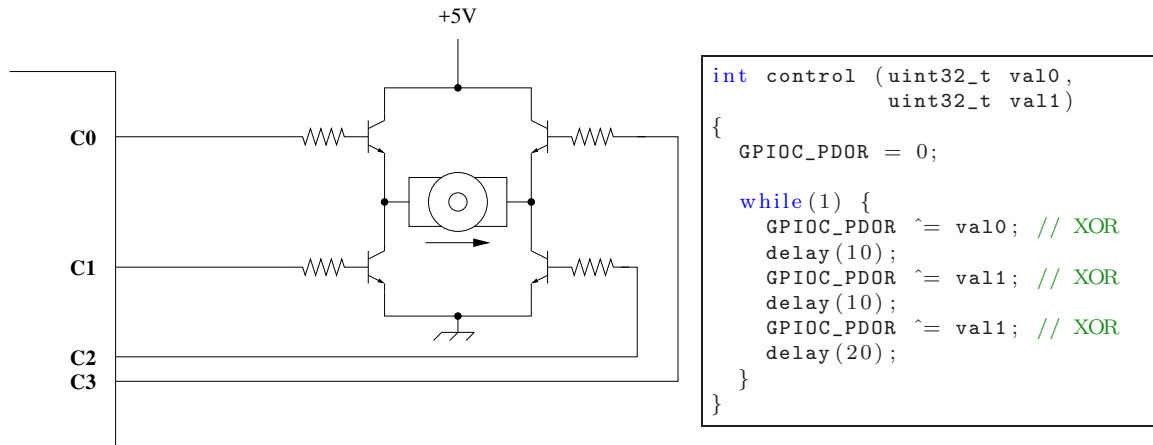 +5V
C0
C1
C2
C3
int control (uint32_t val0,
uint32_t val1)
{
GPIOC_PDOR = 0;
while(1) {
GPIOC_PDOR ^= val0; // XOR
delay(10);
GPIOC_PDOR ^= val1; // XOR
delay(10);
GPIOC_PDOR ^= val1; // XOR
delay(20);
}
}